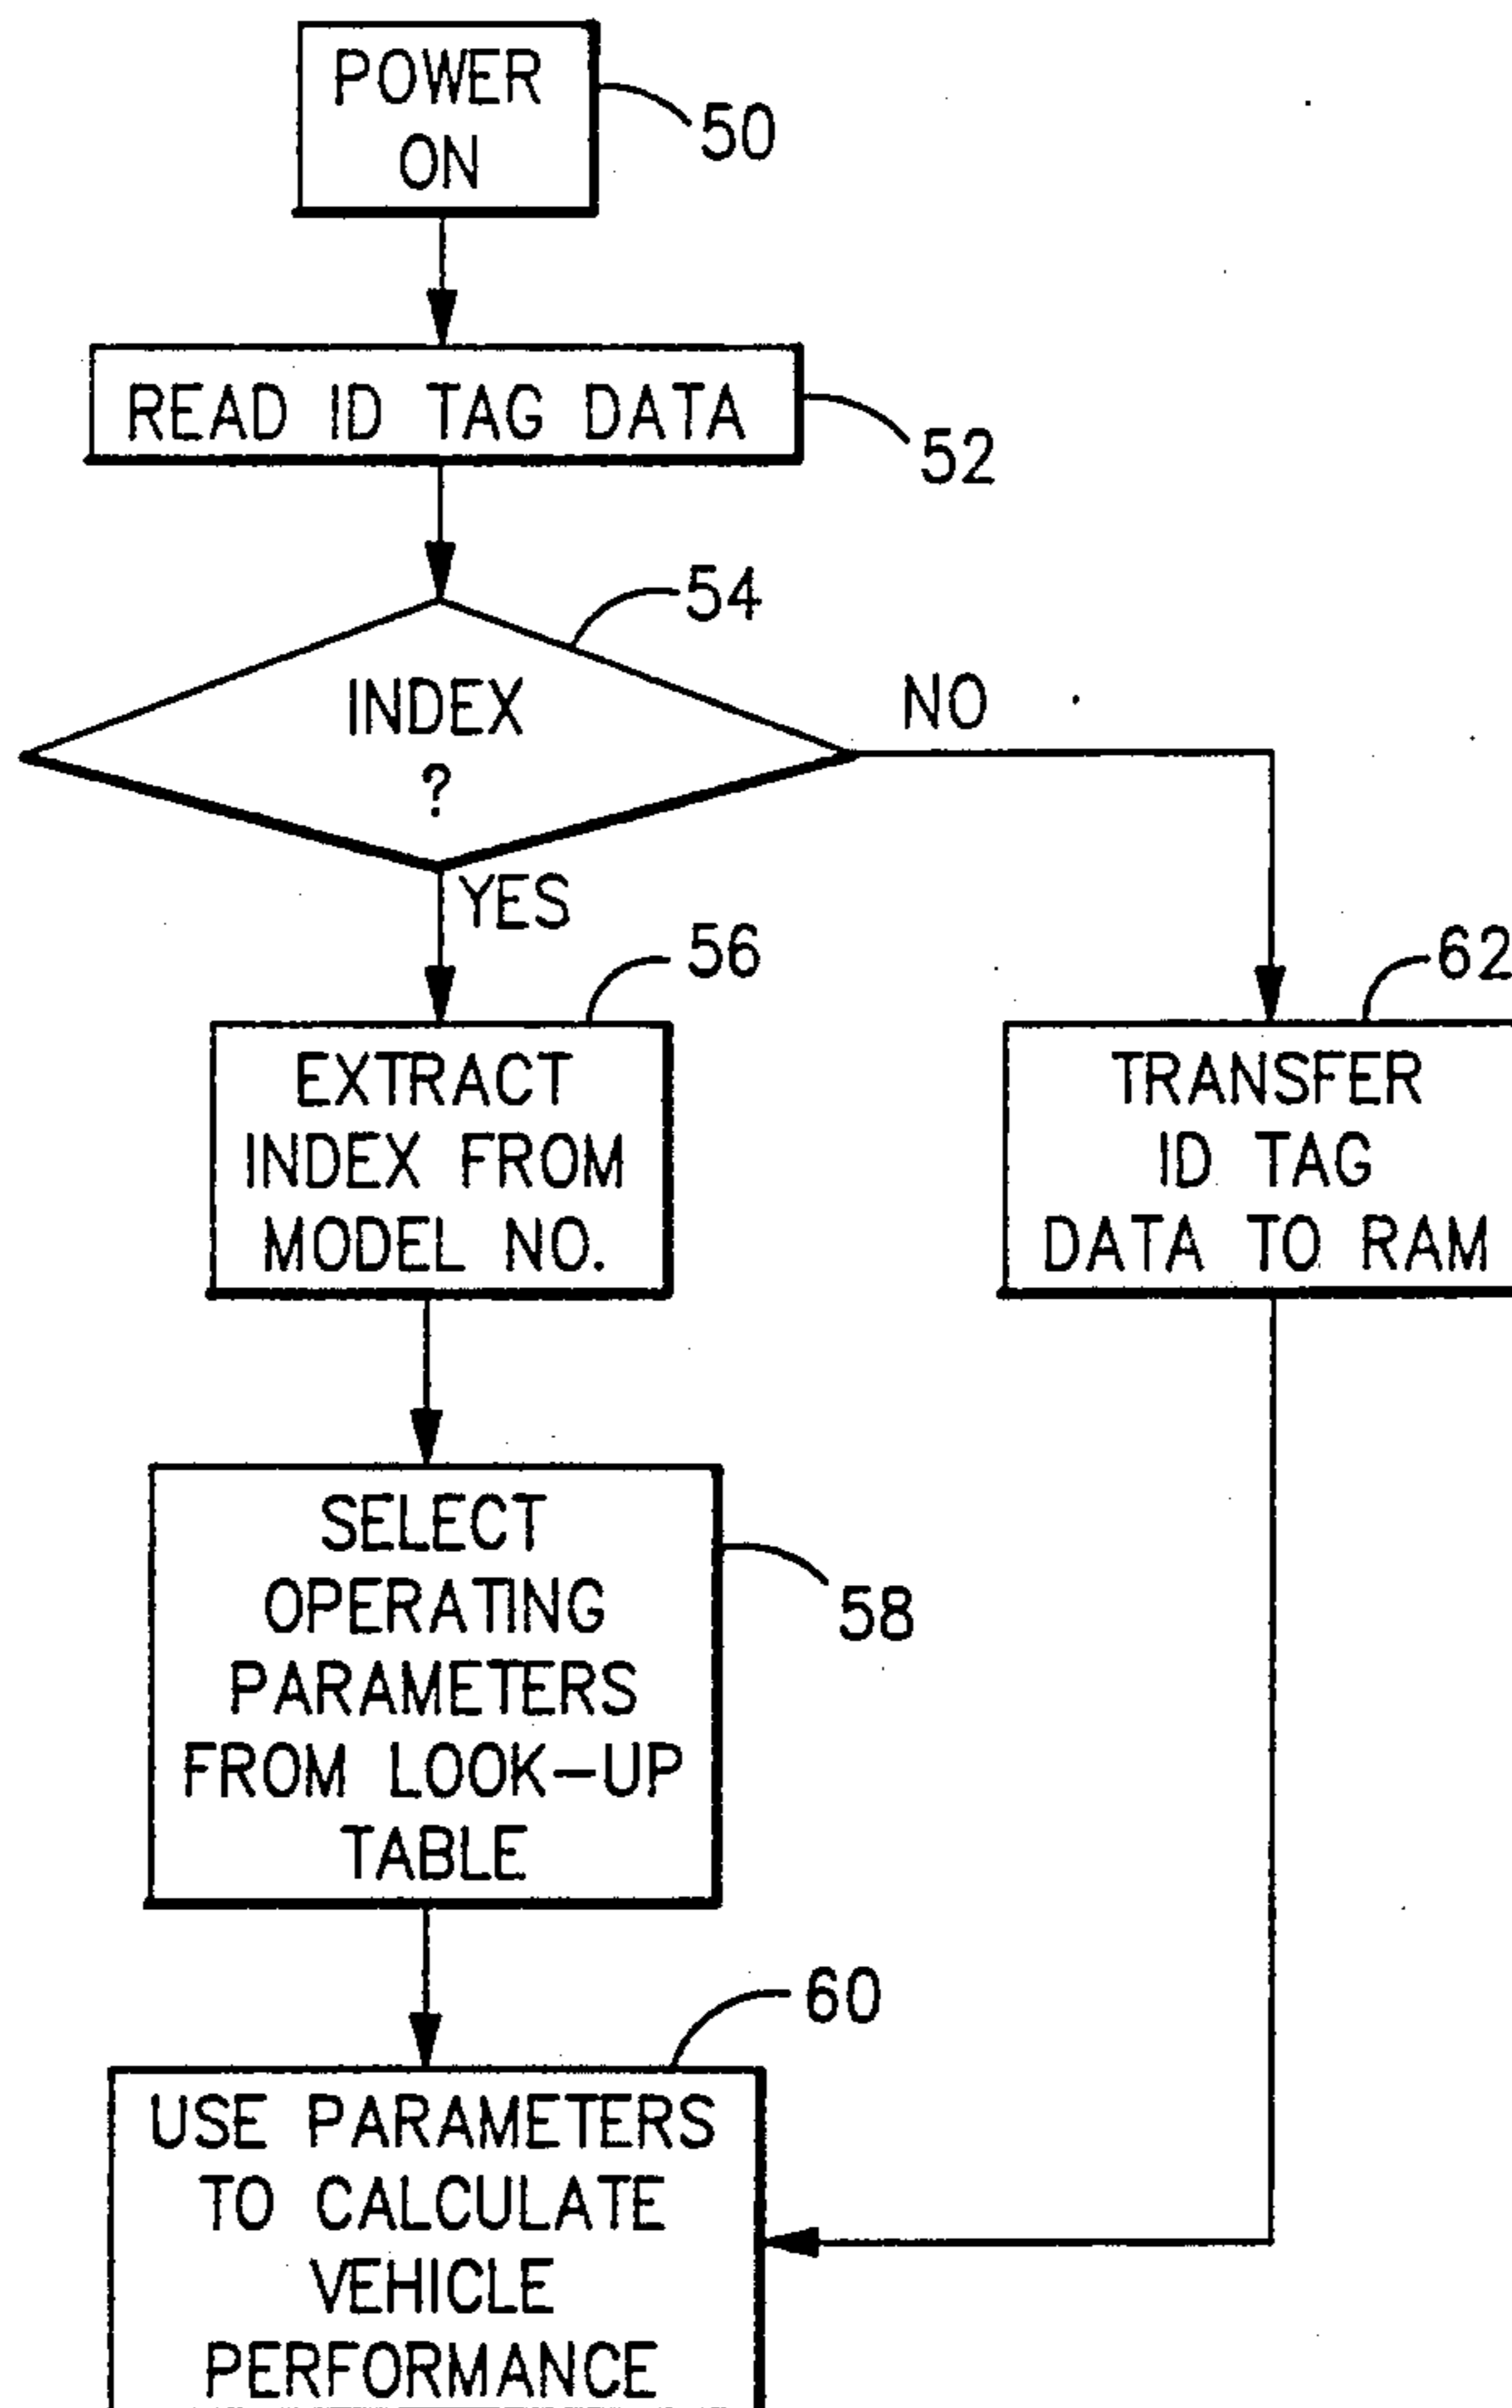 POWER
ON
50
READ ID TAG DATA
52
54
INDEX
?
NO
YES
56
EXTRACT
INDEX FROM
MODEL NO.
62
TRANSFER
ID TAG
DATA TO RAM
SELECT
OPERATING
PARAMETERS
FROM LOOK-UP
TABLE
58
60
USE PARAMETERS
TO CALCULATE
VEHICLE
PERFORMANCE